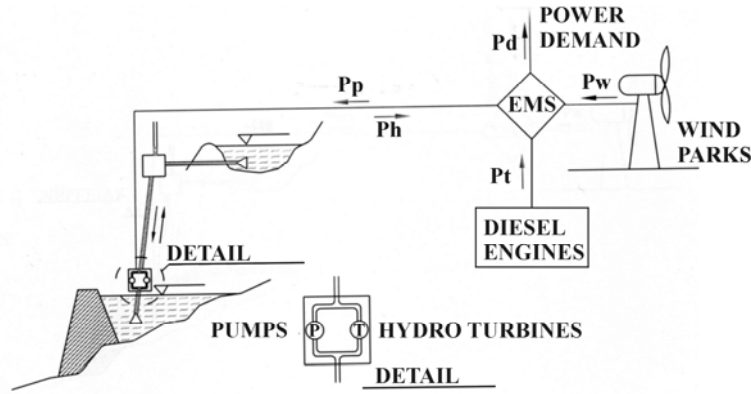 POWER
DEMAND
Pd
Pw
Pp
EMS
Ph
WIND
PARKS
Pt
DIESEL
ENGINES
DETAIL
PUMPS P T HYDRO TURBINES
DETAIL